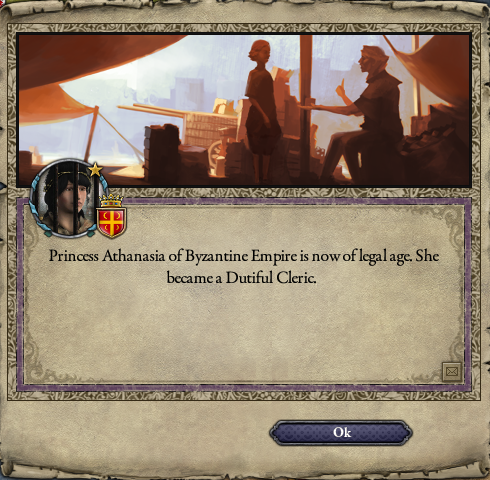 Princess Athanasia of Byzantine Empire is now of legal age. She
became a Dutiful Cleric.
Ok